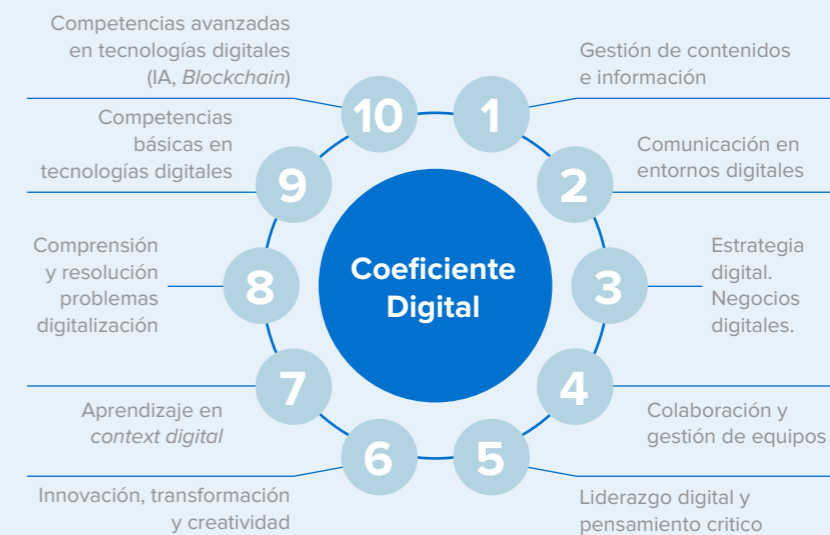 Competencias avanzadas
en tecnologías digitales
(IA, Blockchain)
10
1
Gestión de contenidos
e información
Competencias
básicas en
tecnologías digitales
9
2
Comunicación en
entornos digitales
Comprensión
y resolución
problemas
digitalización
8
Coeficiente
Digital
3
Estrategia
digital.
Negocios
digitales.
Aprendizaje en
context digital
7
4
Colaboración y
gestión de equipos
Innovación, transformación
y creatividad
6
5
Liderazgo digital y
pensamiento critico